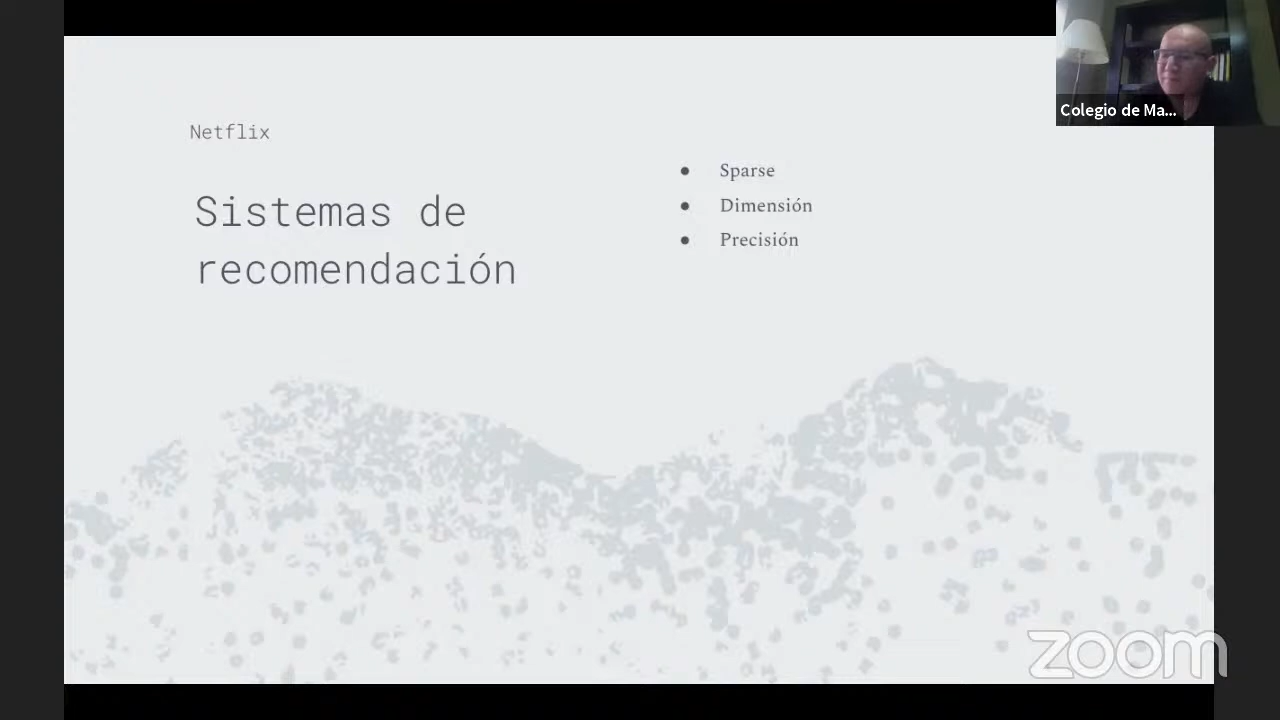 Netflix
Sistemas de
recomendación
Sparse
Dimensión
Precisión
Colegio de Ma...
zoom